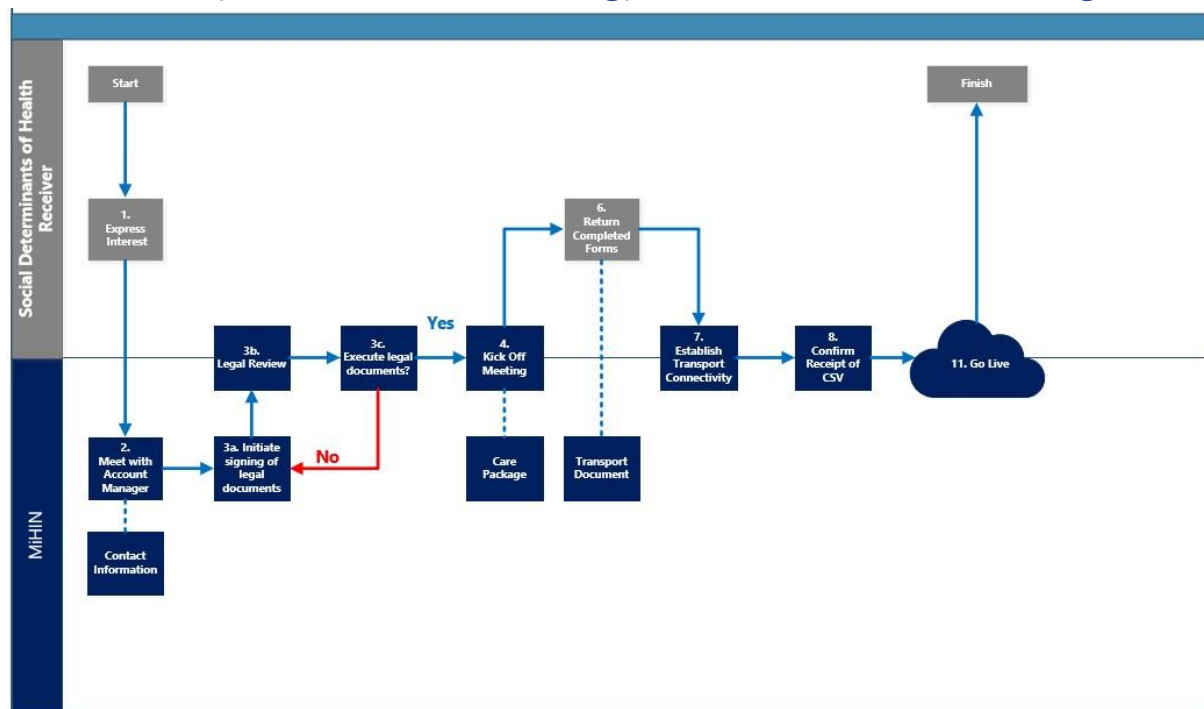 Social Determinants of Health
Receiver
MiHIN
Start
Finish
1.
Express
Interest
6.
Return
Completed
Forms
Yes
3b.
Legal Review
3c.
Execute legal
documents?
4.
Kick Off
Meeting
7.
Establish
Transport
Connectivity
8.
Confirm
Receipt of
CSV
11. Go Live
2.
Meet with
Account
Manager
3a. Initiate
signing of
legal
documents
No
Care
Package
Transport
Document
Contact
Information